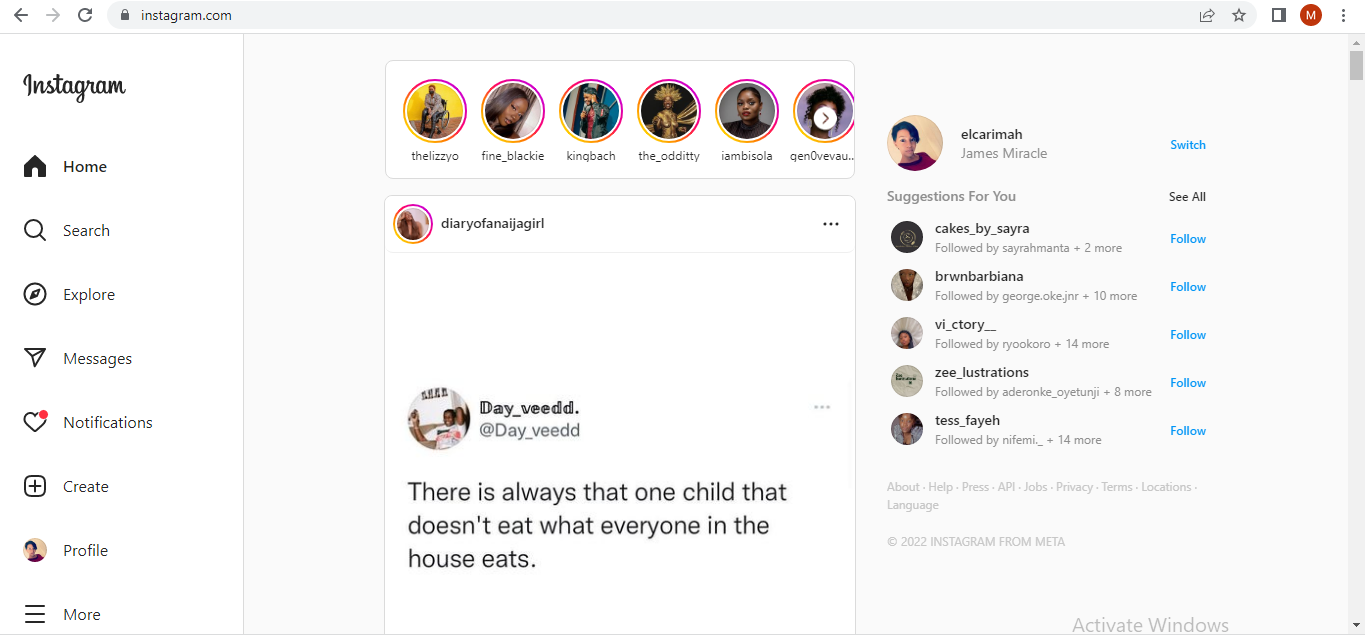 instagram.com
M
Instagram
Home
Search
Explore
Messages
Notifications
Create
Profile
More
thelizzyo
fine_blackie
kingbach
the_odditty
iambisola
gen0vevau...
diaryofanaijagirl
Day_veedd.
@Day_veedd
There is always that one child that
doesn't eat what everyone in the
house eats.
elcarimah
James Miracle
Switch
Suggestions For You
See All
cakes_by_sayra
Followed by sayrahmanta + 2 more
Follow
brwnbarbiana
Followed by george.oke.jnr + 10 more
Follow
vi_ctory__
Followed by ryookoro + 14 more
Follow
zee_lustrations
Followed by aderonke_oyetunji + 8 more
Follow
tess_fayeh
Followed by nifemi._ + 14 more
Follow
About · Help · Press · API · Jobs · Privacy · Terms · Locations ·
Language
© 2022 INSTAGRAM FROM META
Activate Windows